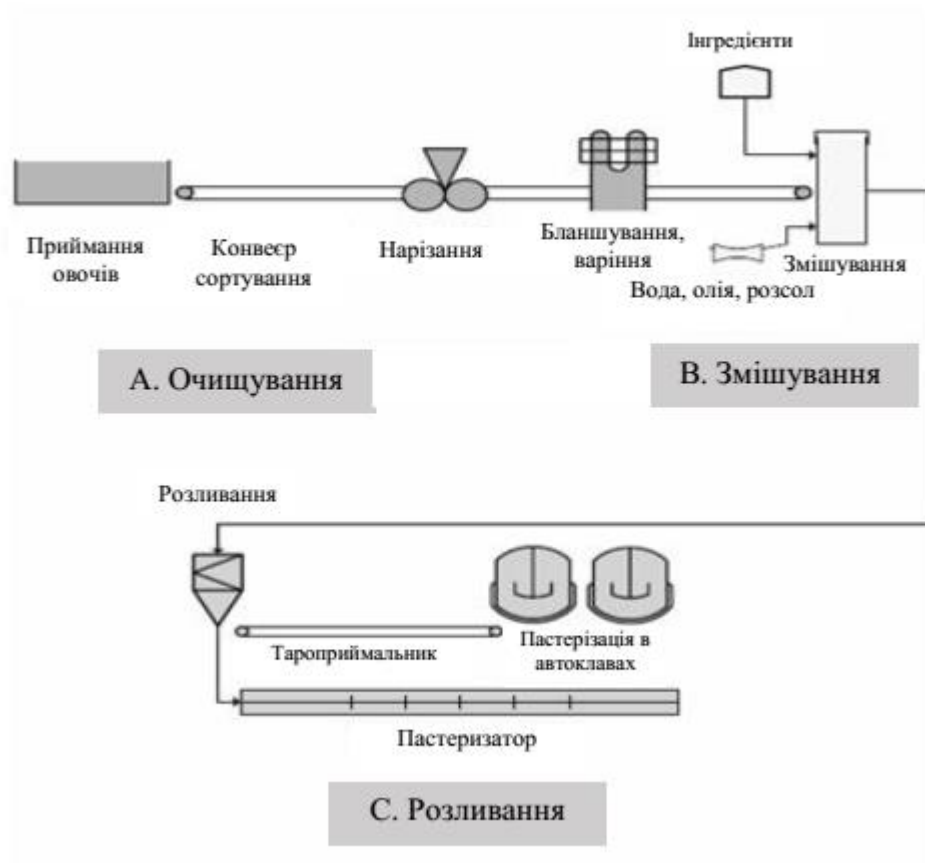 Інгредієнти
Приймання
овочів
Конвеєр
сортування
Нарізання
Бланшування,
варіння
Вода, олія, розсол
Змішування
А. Очищування
В. Змішування
Розливання
Тароприймальник
Пастерізація в
автоклавах
Пастеризатор
С. Розливання